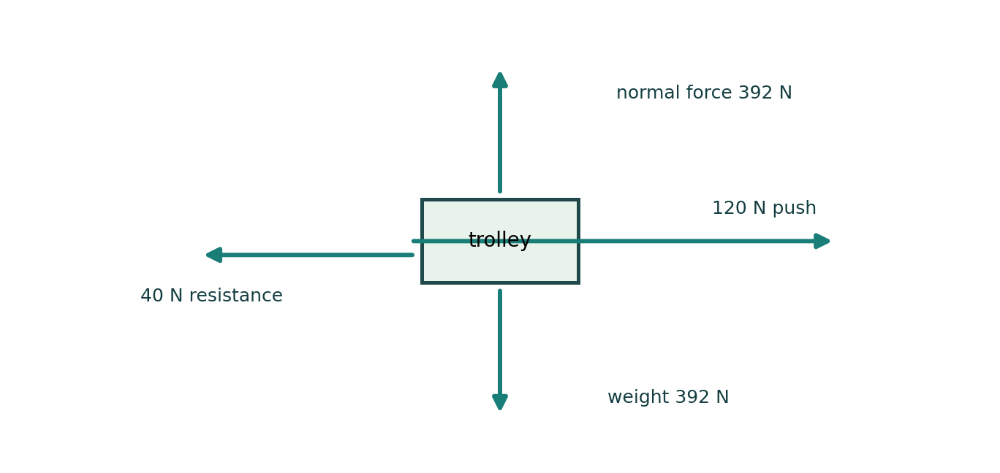 normal force 392 N
120 N push
trolley
40 N resistance
weight 392 N